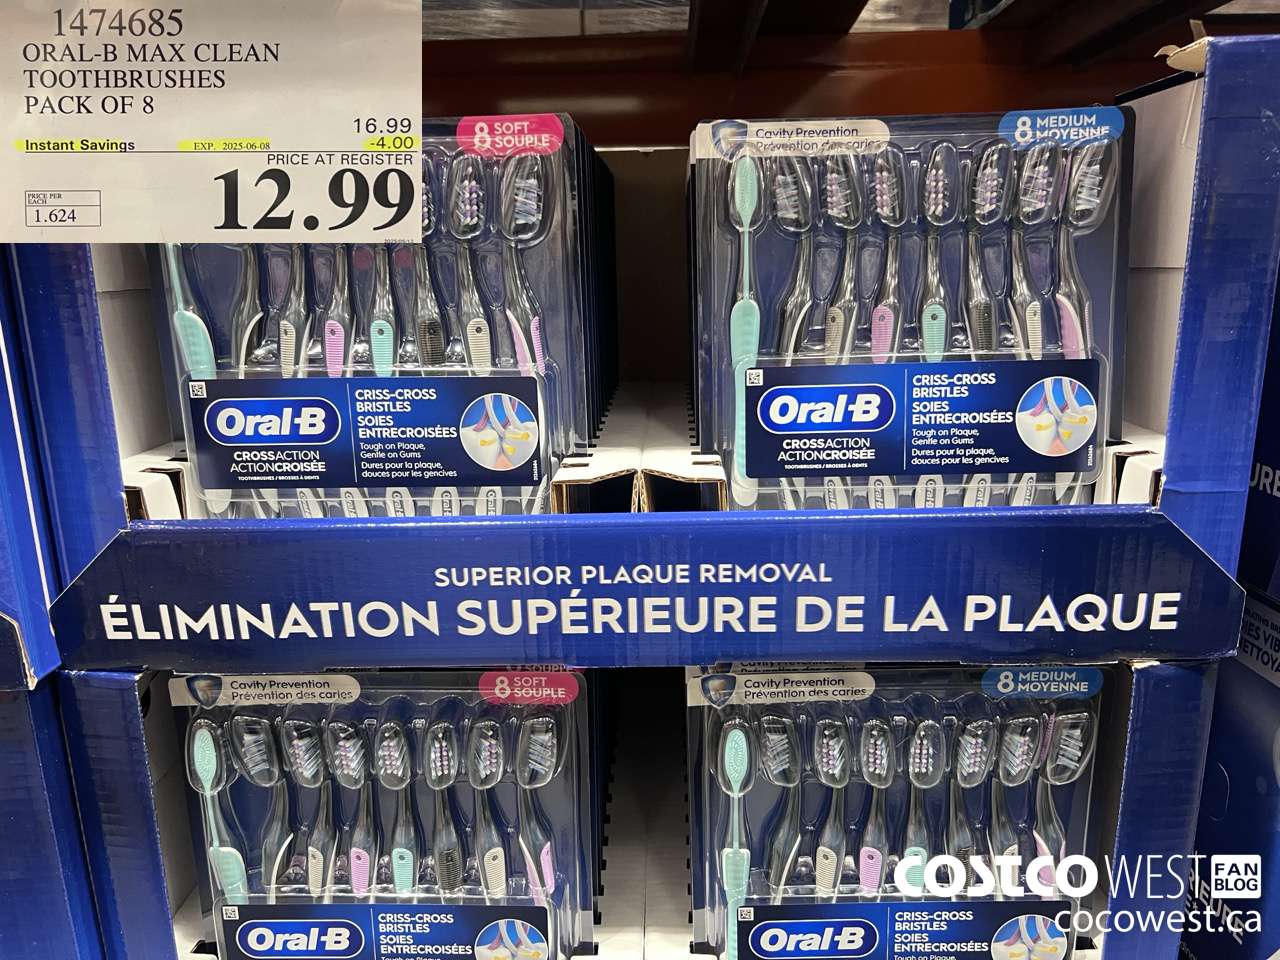 1474685
ORAL-B MAX CLEAN
TOOTHBRUSHES
PACK OF 8
16.99
Instant Savings EXP. 2025-06-08 -4.00
PRICE AT REGISTER
12.99
PRICE PER
EACH
1.624
8 SOFT
SOUPLE
Cavity Prevention
Prévention des caries
8 MEDIUM
MOYENNE
Oral-B
CROSSACTION
ACTIONCROISÉE
TOOTHBRUSHES / BROSSES À DENTS
CRISS-CROSS
BRISTLES
SOIES
ENTRECROISÉES
Tough on Plaque,
Gentle on Gums
Dures pour la plaque,
douces pour les gencives
Oral-B
CROSSACTION
ACTIONCROISÉE
TOOTHBRUSHES / BROSSES À DENTS
CRISS-CROSS
BRISTLES
SOIES
ENTRECROISÉES
Tough on Plaque,
Gentle on Gums
Dures pour la plaque,
douces pour les gencives
SUPERIOR PLAQUE REMOVAL
ÉLIMINATION SUPÉRIEURE DE LA PLAQUE
Cavity Prevention
Prévention des caries
8 SOFT
SOUPLE
Cavity Prevention
Prévention des caries
8 MEDIUM
MOYENNE
Oral-B
CRISS-CROSS
BRISTLES
SOIES
ENTRECROISÉES
Oral-B
CRISS-CROSS
BRISTLES
SOIES
ENTRECROISÉES
COSTCO WEST FAN BLOG
cocowest.ca